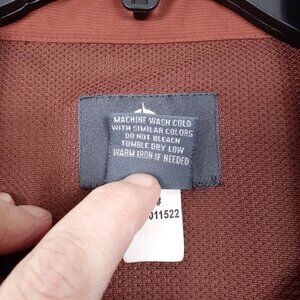 MACHINE WASH COLD
WITH SIMILAR COLORS
DO NOT BLEACH
TUMBLE DRY LOW
WARM IRON IF NEEDED
#
011522